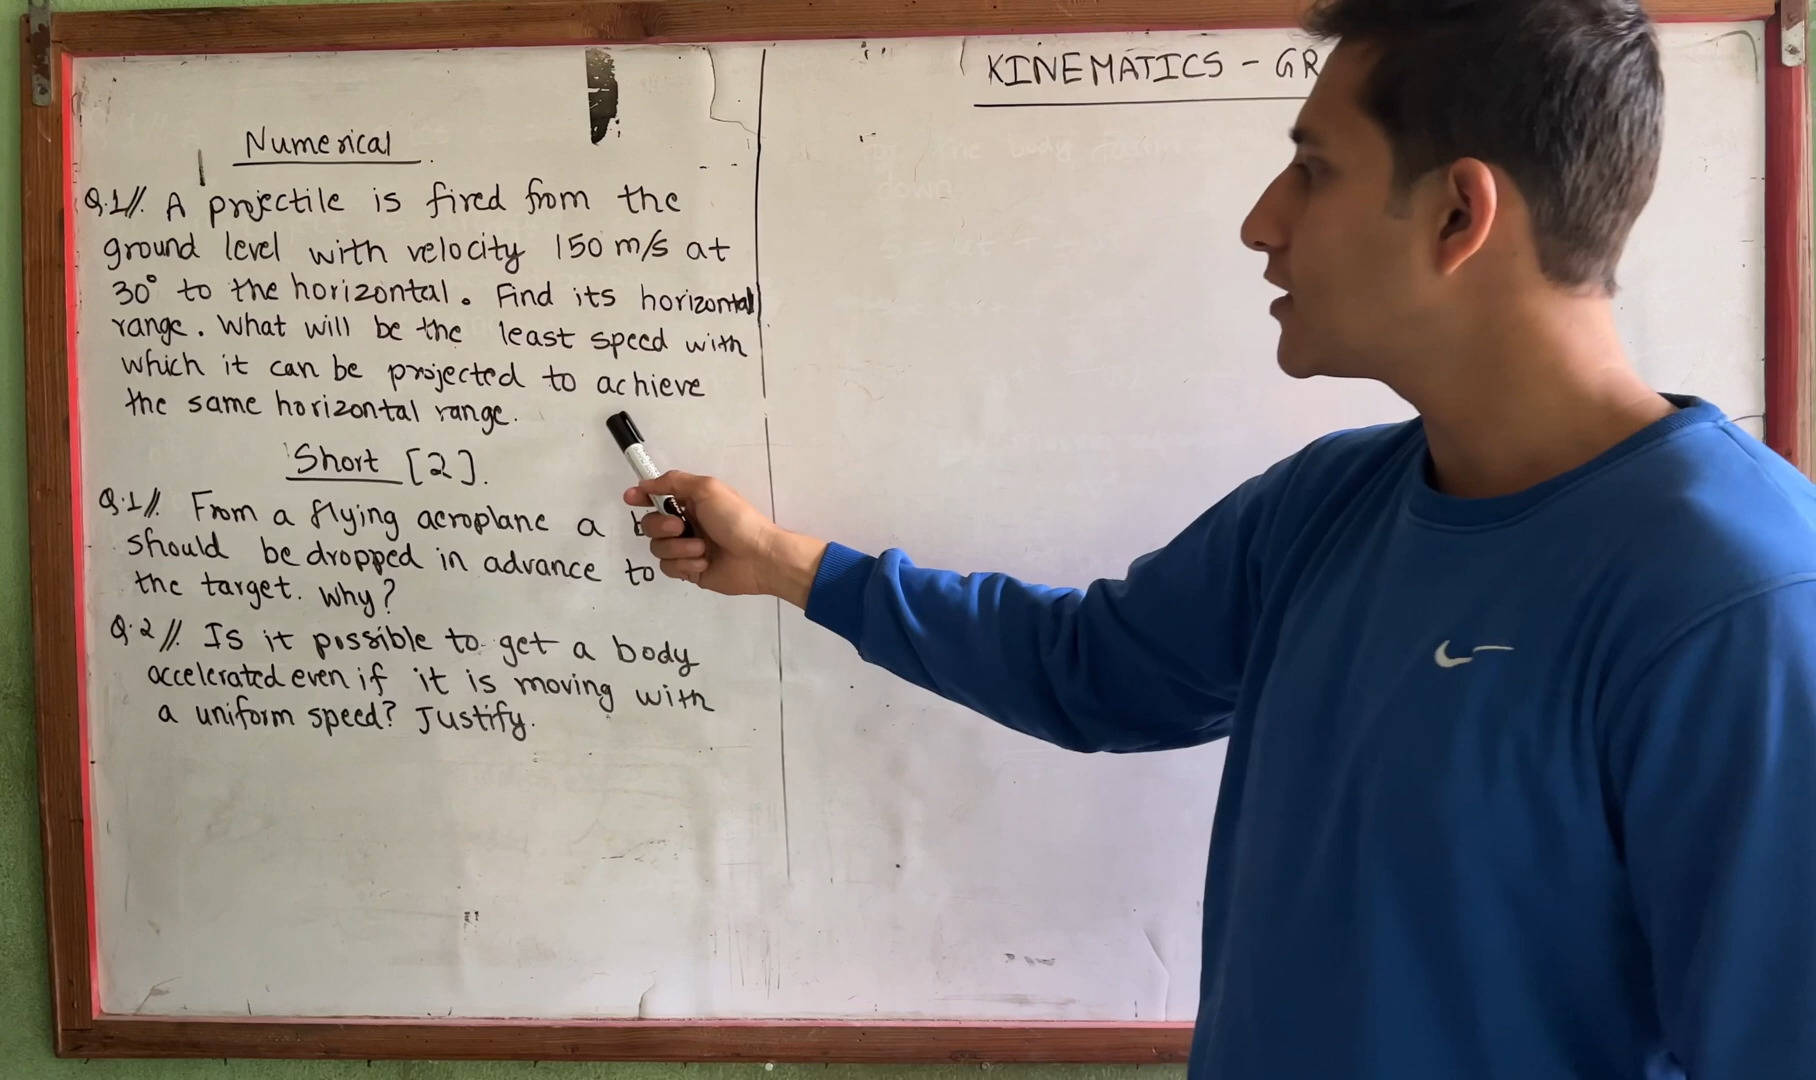 KINEMATICS - GR
Numerical
Q.1//. A projectile is fired from the
ground level with velocity 150 m/s at
30° to the horizontal. Find its horizontal
range. What will be the least speed with
which it can be projected to achieve
the same horizontal range.
Short [2].
Q.1//. From a flying aeroplane a
should be dropped in advance to
the target. Why?
Q.2//. Is it possible to get a body
accelerated even if it is moving with
a uniform speed? Justify.
the body
down